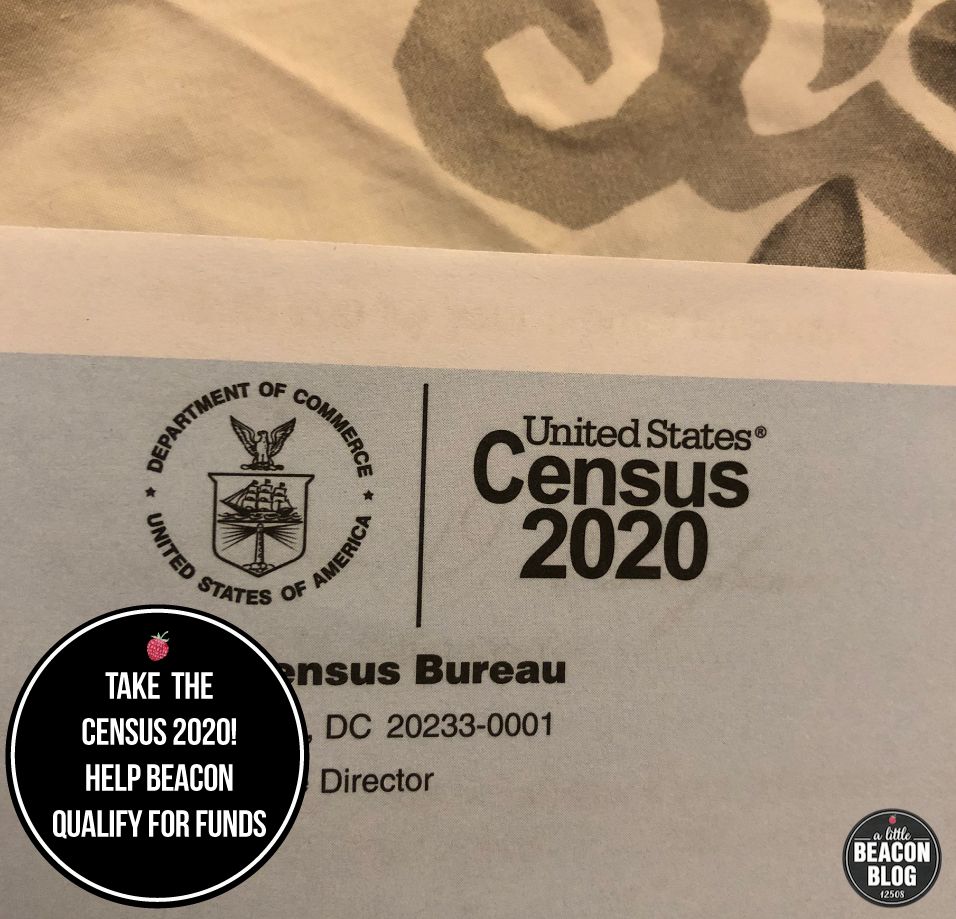 DEPARTMENT OF COMMERCE
UNITED STATES OF AMERICA
United States®
Census
2020
ensus Bureau
, DC 20233-0001
Director
TAKE THE
CENSUS 2020!
HELP BEACON
QUALIFY FOR FUNDS
a little
BEACON
BLOG
12508